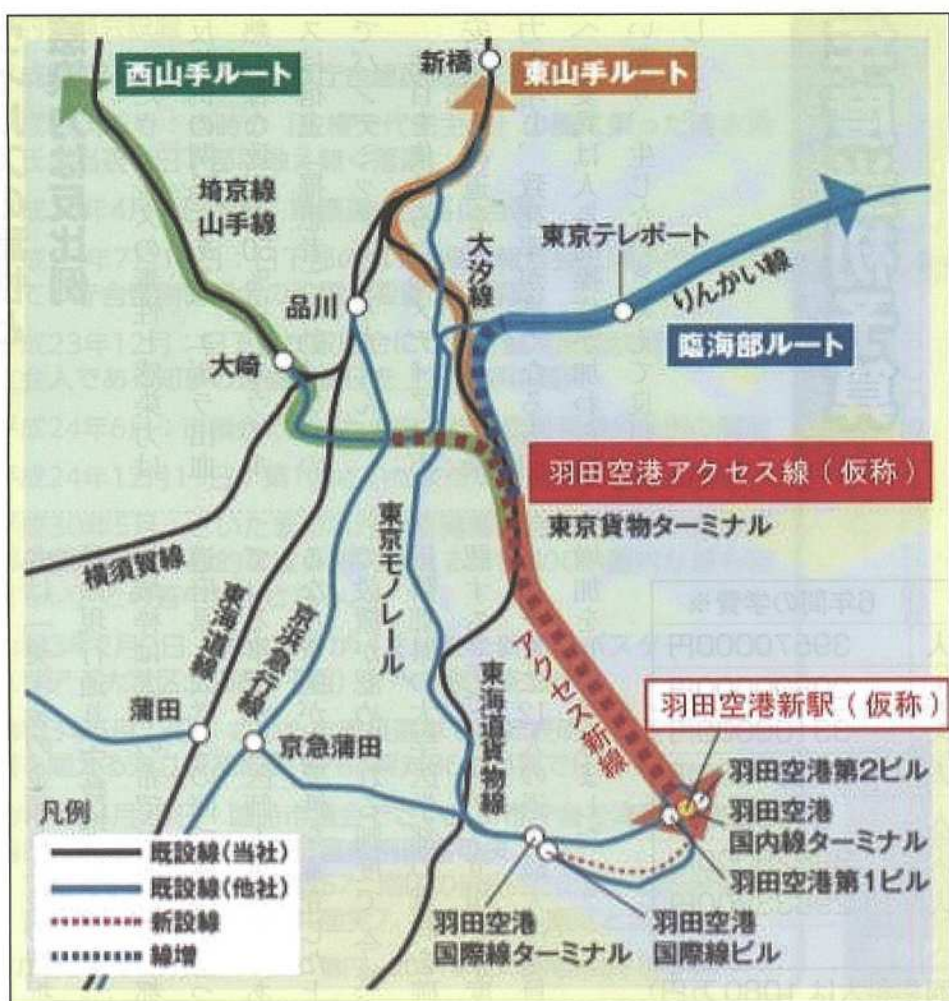 西山手ルート
新橋
東山手ルート
埼京線
山手線
東京テレポート
大汐線
りんかい線
品川
臨海部ルート
大崎
羽田空港アクセス線（仮称）
東京貨物ターミナル
横須賀線
東海道線
京浜急行線
東京モノレール
東海道貨物線
アクセス新線
6年間の学費※
羽田空港新駅（仮称）
蒲田
京急蒲田
羽田空港第2ビル
羽田空港
国内線ターミナル
羽田空港第1ビル
凡例
既設線（当社）
既設線（他社）
新設線
線増
羽田空港
国際線ターミナル
羽田空港
国際線ビル